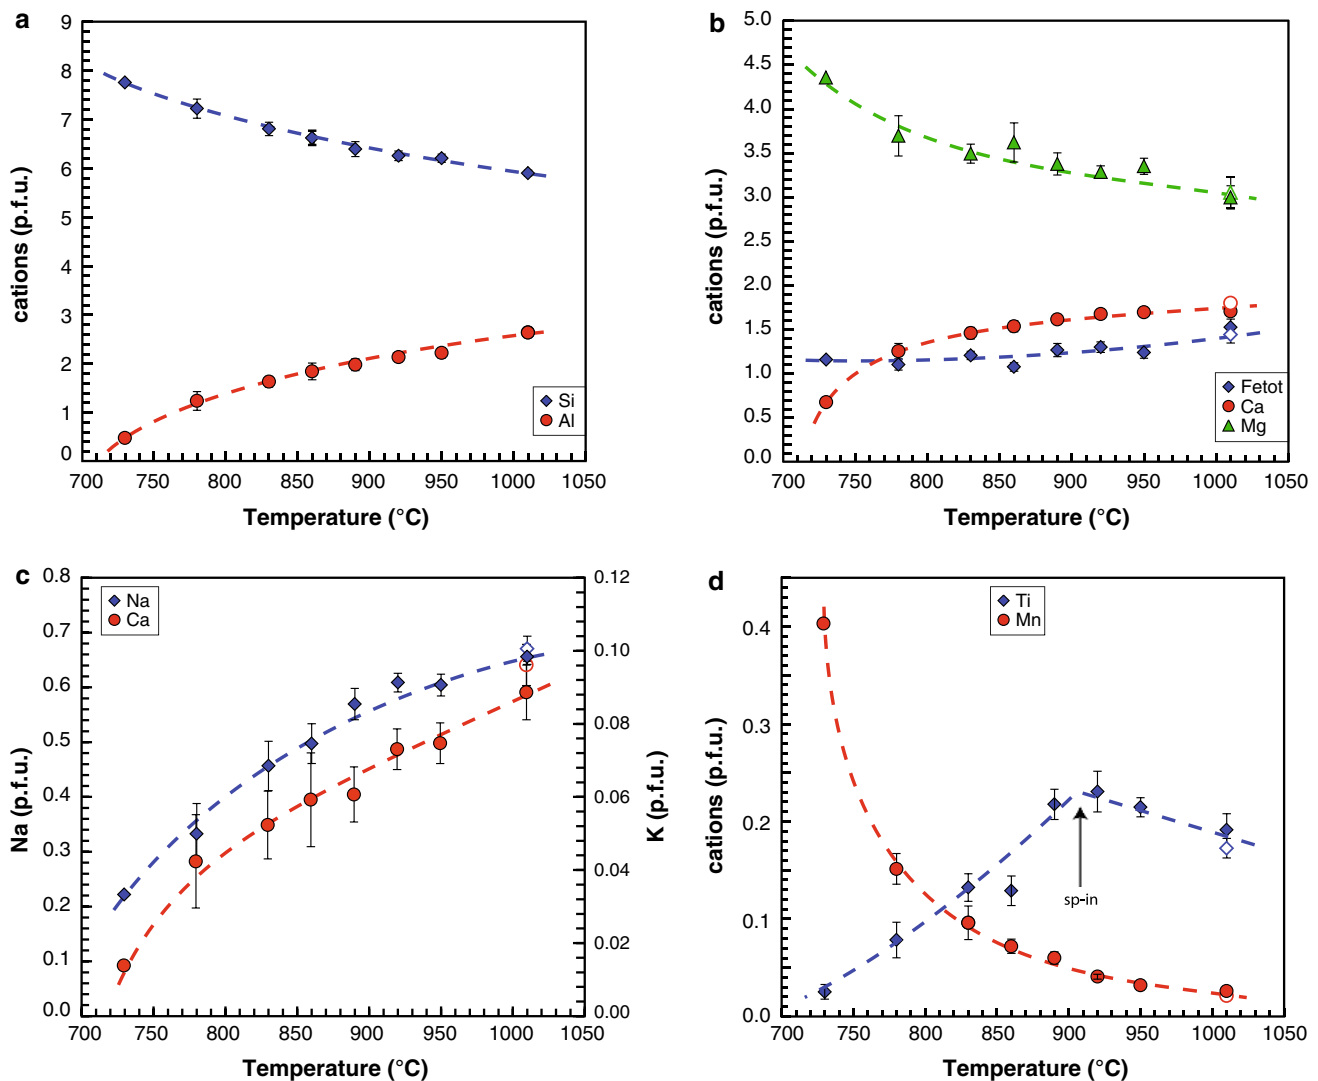 a
9
8
7
6
5
4
3
2
1
0
cations (p.f.u.)
Si
Al
700 750 800 850 900 950 1000 1050
Temperature (°C)
b
5.0
4.5
4.0
3.5
3.0
2.5
2.0
1.5
1.0
0.5
0.0
cations (p.f.u.)
Fetot
Ca
Mg
700 750 800 850 900 950 1000 1050
Temperature (°C)
c
0.8
0.7
0.6
0.5
0.4
0.3
0.2
0.1
0.0
Na (p.f.u.)
Na
Ca
0.12
0.10
0.08
0.06
0.04
0.02
0.00
K (p.f.u.)
700 750 800 850 900 950 1000 1050
Temperature (°C)
d
0.4
0.3
0.2
0.1
0.0
cations (p.f.u.)
Ti
Mn
sp-in
700 750 800 850 900 950 1000 1050
Temperature (°C)